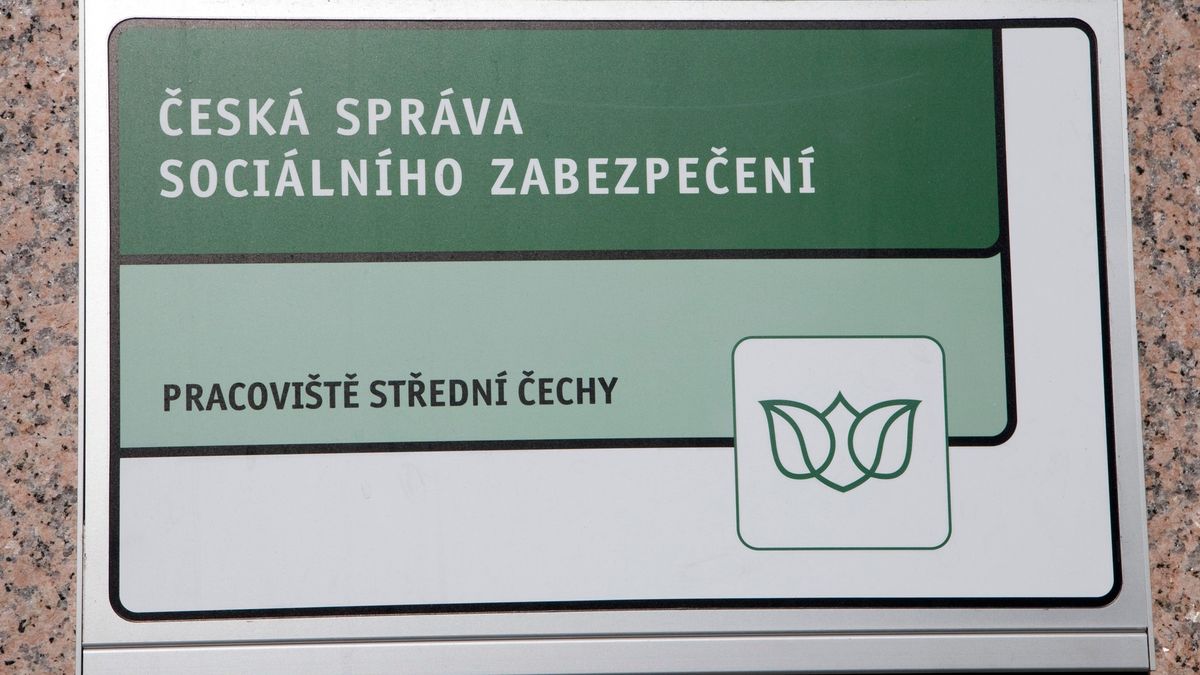 ČESKÁ SPRÁVA
SOCIÁLNÍHO ZABEZPEČENÍ
PRACOVIŠTĚ STŘEDNÍ ČECHY